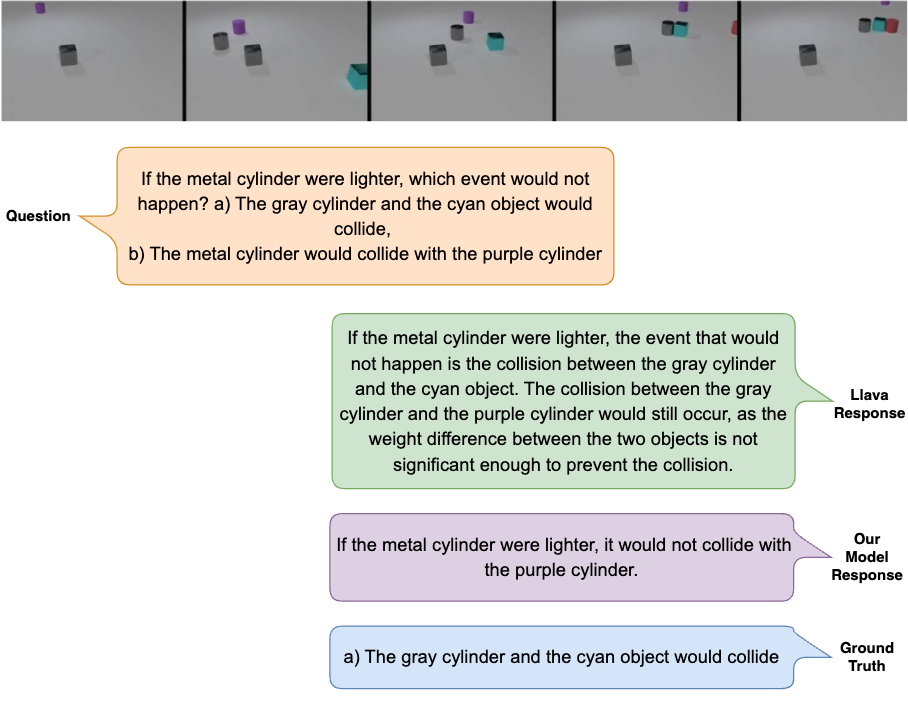 Question
If the metal cylinder were lighter, which event would not
happen? a) The gray cylinder and the cyan object would
collide,
b) The metal cylinder would collide with the purple cylinder
If the metal cylinder were lighter, the event that would
not happen is the collision between the gray cylinder
and the cyan object. The collision between the gray
cylinder and the purple cylinder would still occur, as the
weight difference between the two objects is not
significant enough to prevent the collision.
Llava
Response
If the metal cylinder were lighter, it would not collide with
the purple cylinder.
Our
Model
Response
a) The gray cylinder and the cyan object would collide
Ground
Truth